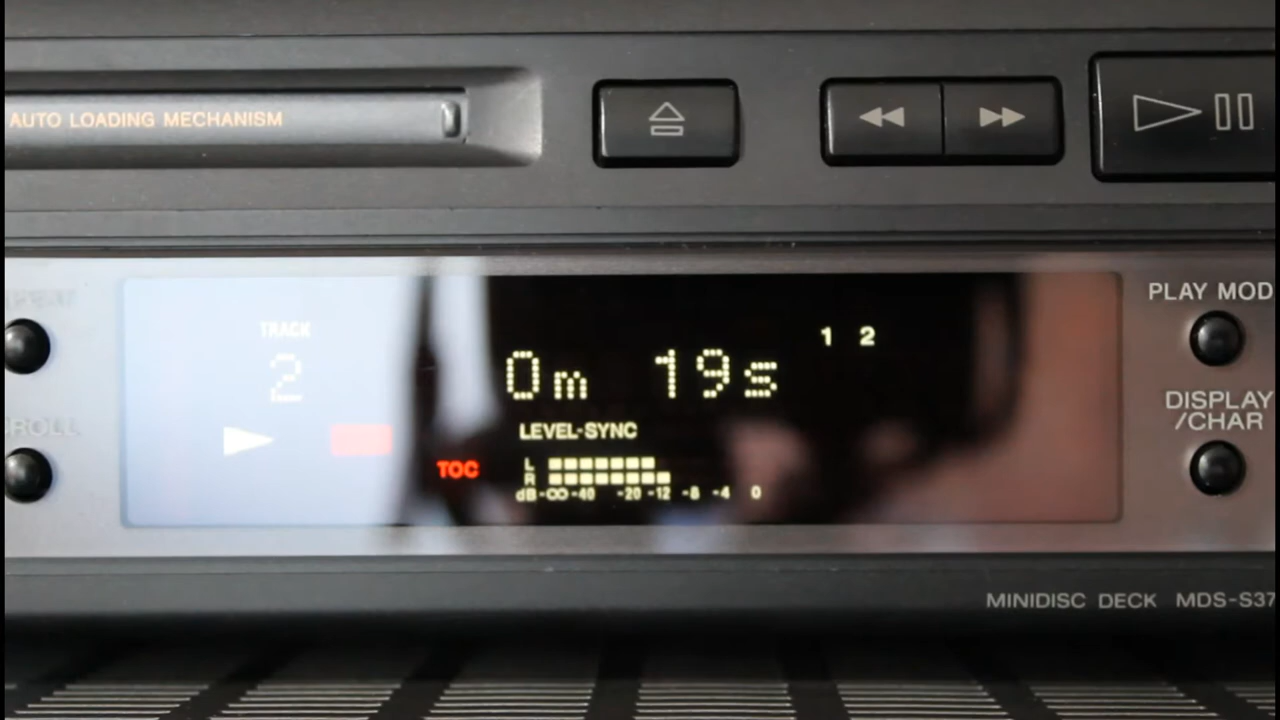 AUTO LOADING MECHANISM
TRACK
2
0m 19s
1 2
LEVEL-SYNC
TOC
L
R
dB-∞-40 -20 -12 -8 -4 0
PLAY MOD
DISPLAY
/CHAR
MINIDISC DECK MDS-S37